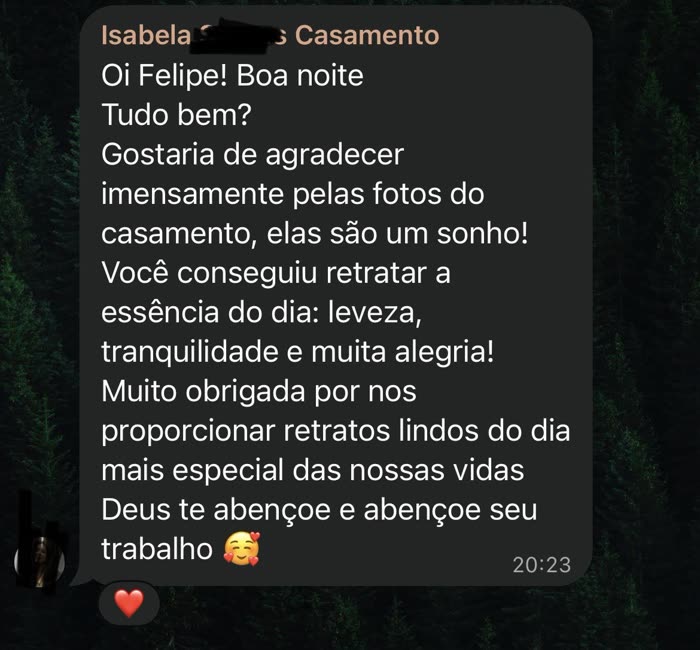 Isabela Casamento
Oi Felipe! Boa noite
Tudo bem?
Gostaria de agradecer
imensamente pelas fotos do
casamento, elas são um sonho!
Você conseguiu retratar a
essência do dia: leveza,
tranquilidade e muita alegria!
Muito obrigada por nos
proporcionar retratos lindos do dia
mais especial das nossas vidas
Deus te abençoe e abençoe seu
trabalho 🥰
20:23
❤️